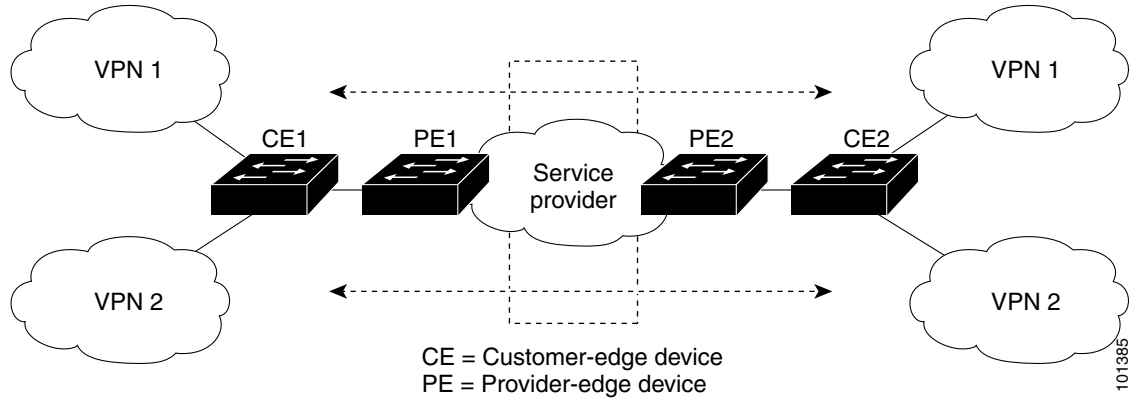 VPN 1
VPN 1
CE1
PE1
PE2
CE2
Service
provider
VPN 2
VPN 2
CE = Customer-edge device
PE = Provider-edge device
101385